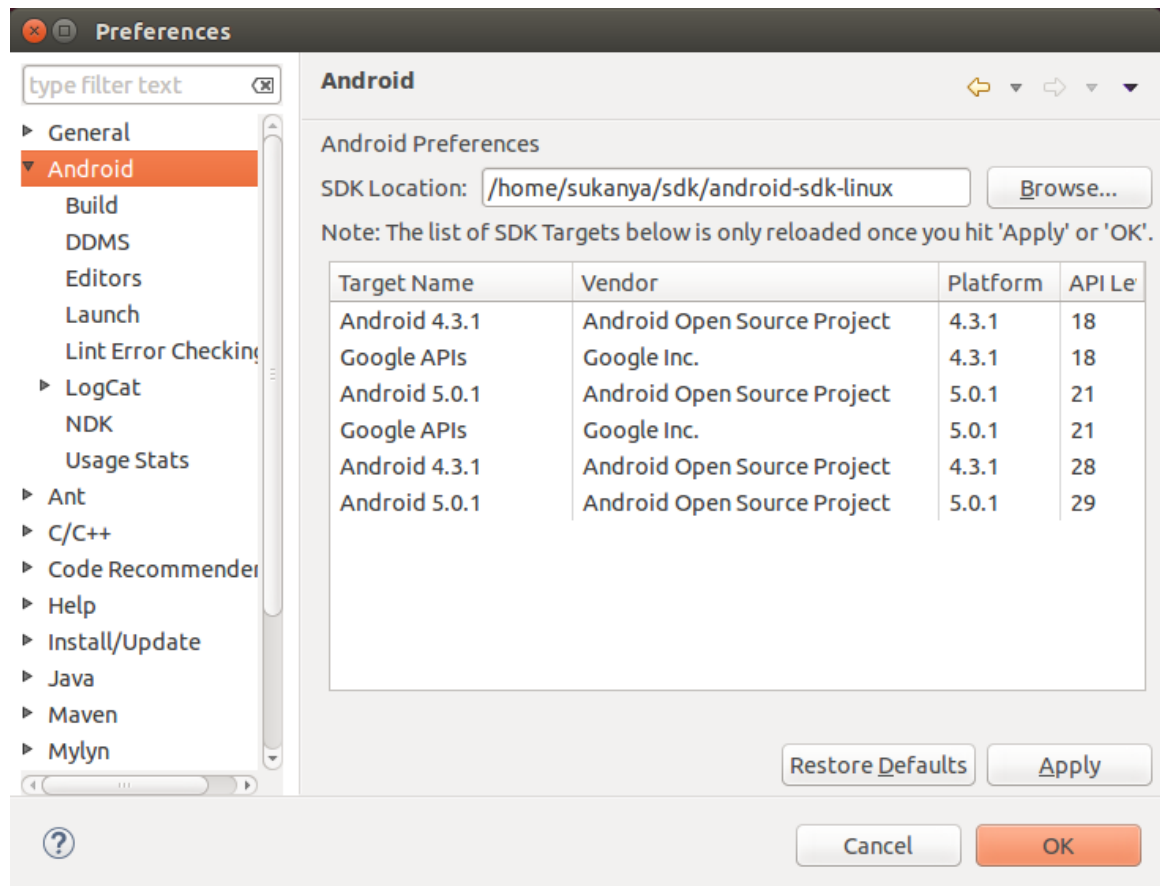 Preferences
type filter text
General
Android
Build
DDMS
Editors
Launch
Lint Error Checking
LogCat
NDK
Usage Stats
Ant
C/C++
Code Recommender
Help
Install/Update
Java
Maven
Mylyn
Android
Android Preferences
SDK Location: /home/sukanya/sdk/android-sdk-linux Browse...
Note: The list of SDK Targets below is only reloaded once you hit 'Apply' or 'OK'.
Target Name Vendor Platform API Le
Android 4.3.1 Android Open Source Project 4.3.1 18
Google APIs Google Inc. 4.3.1 18
Android 5.0.1 Android Open Source Project 5.0.1 21
Google APIs Google Inc. 5.0.1 21
Android 4.3.1 Android Open Source Project 4.3.1 28
Android 5.0.1 Android Open Source Project 5.0.1 29
Restore Defaults Apply
? Cancel OK